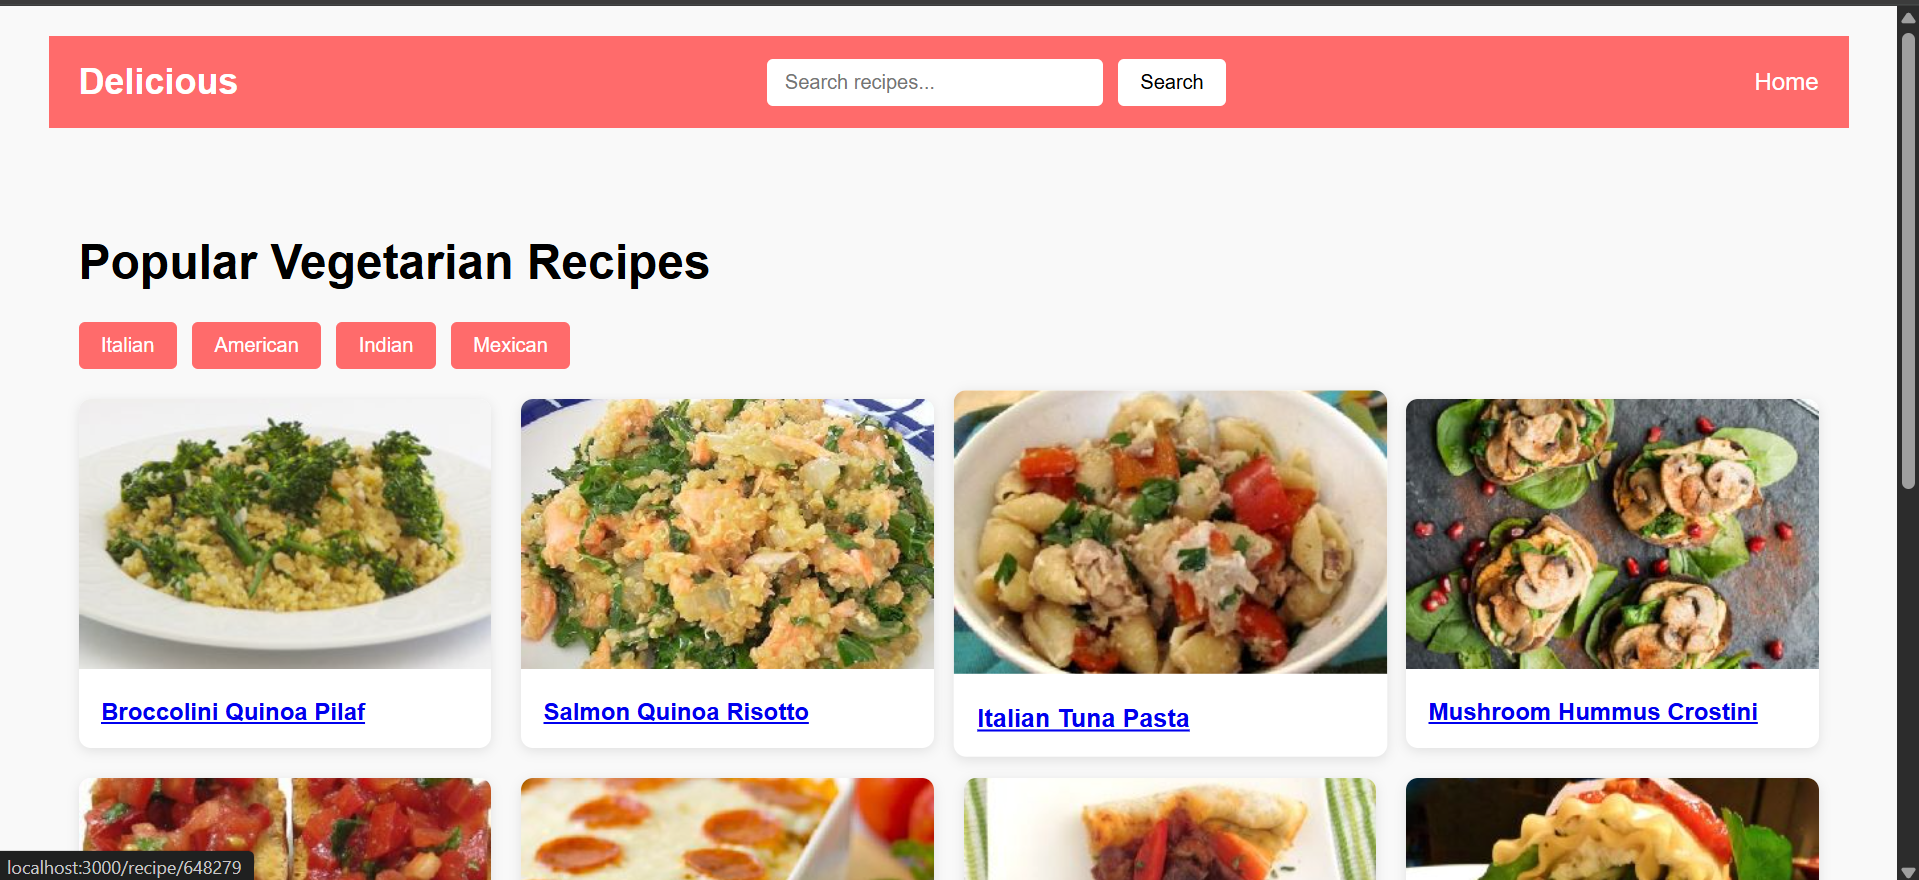 Delicious
Search recipes...
Search
Home
Popular Vegetarian Recipes
Italian
American
Indian
Mexican
Broccolini Quinoa Pilaf
Salmon Quinoa Risotto
Italian Tuna Pasta
Mushroom Hummus Crostini
localhost:3000/recipe/648279